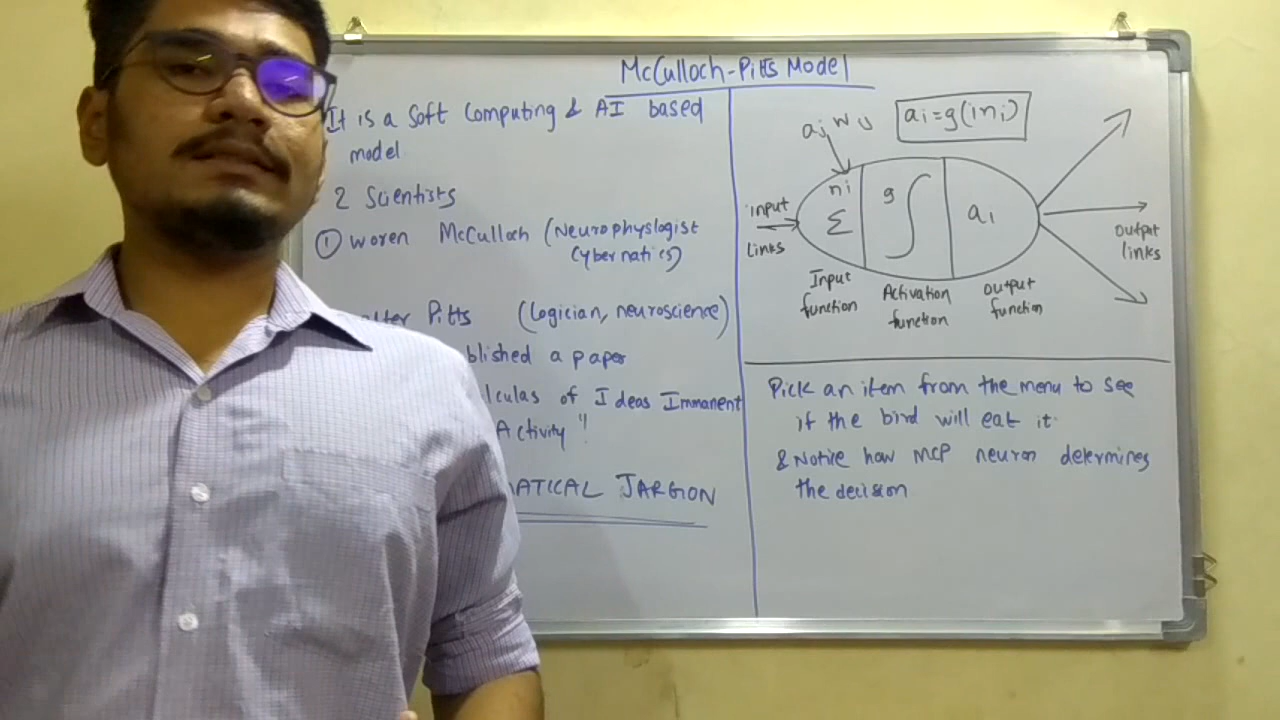 McCulloch-Pitts Model
It is a Soft Computing & AI based
model
2 Scientists
① Woren McCulloch (Neurophyslogist
Cybernatics)
Pitts (Logician, neuroscience)
blished a paper
lculas of Ideas Immanent
Activity"
ATICAL JARGON
aj wij
ai=g(ini)
input
links
ni
Σ
g
∫
ai
output
links
Input
function
Activation
function
output
function
Pick an item from the menu to see
if the bird will eat it.
& Notice how MCP neuron determines
the decision